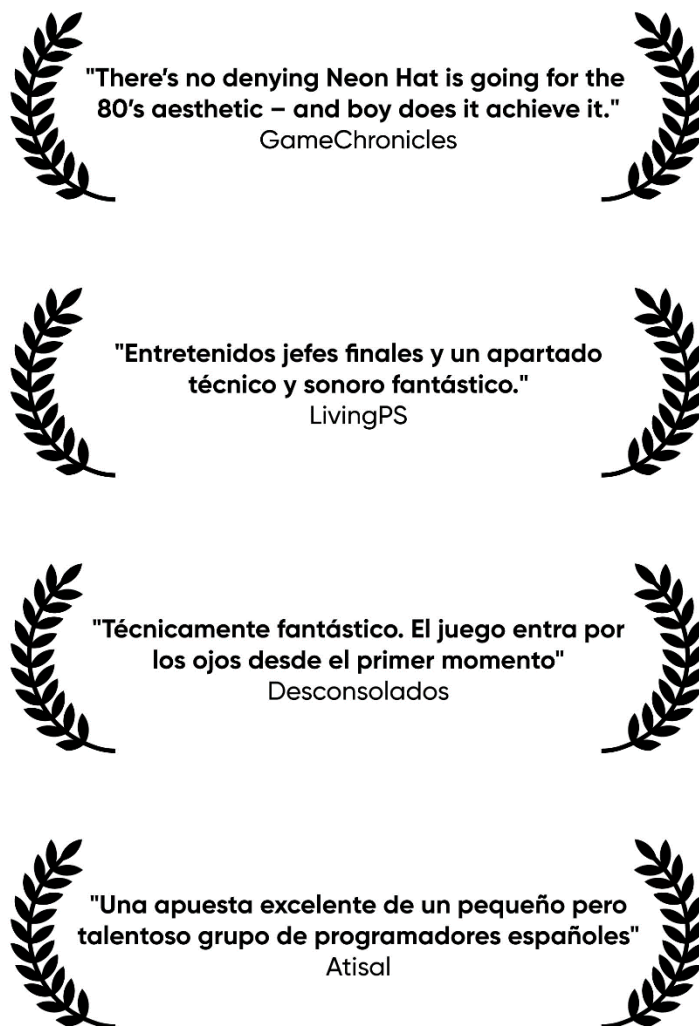 "There's no denying Neon Hat is going for the
80's aesthetic – and boy does it achieve it."
GameChronicles
"Entretenidos jefes finales y un apartado
técnico y sonoro fantástico."
LivingPS
"Técnicamente fantástico. El juego entra por
los ojos desde el primer momento"
Desconsolados
"Una apuesta excelente de un pequeño pero
talentoso grupo de programadores españoles"
Atisal